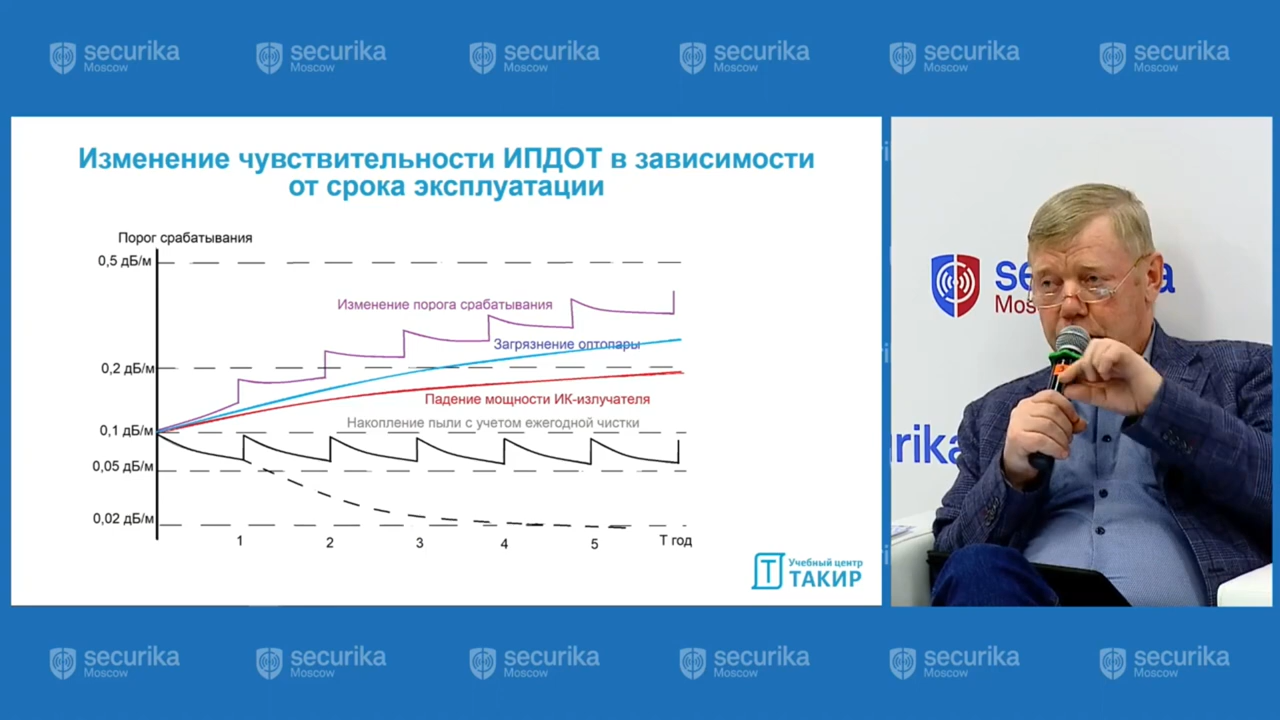 securika
Moscow
securika
Moscow
securika
Moscow
securika
Moscow
securika
Moscow
securika
Moscow
Изменение чувствительности ИПДОТ в зависимости
от срока эксплуатации
Порог срабатывания
0,5 дБ/м
Изменение порога срабатывания
Загрязнение оптопары
0,2 дБ/м
Падение мощности ИК-излучателя
Накопление пыли с учетом ежегодной чистки
0,1 дБ/м
0,05 дБ/м
0,02 дБ/м
1
2
3
4
5
Т год
Учебный центр
ТАКИР
securika
Moscow
securika
Moscow
securika
Moscow
securika
Moscow
securika
Moscow
securika
Moscow